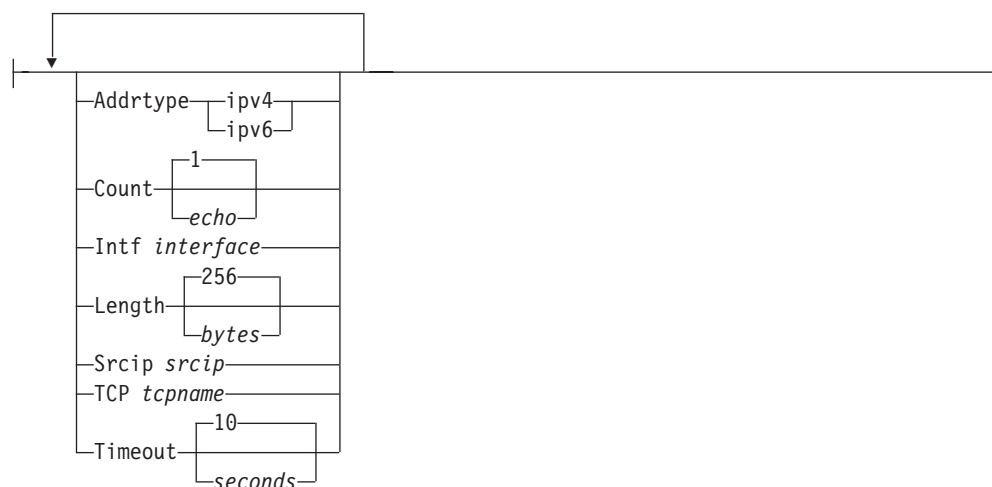 Addrtype ipv4
ipv6
1
Count
echo
Intf interface
256
Length
bytes
Srcip srcip
TCP tcpname
10
Timeout
seconds